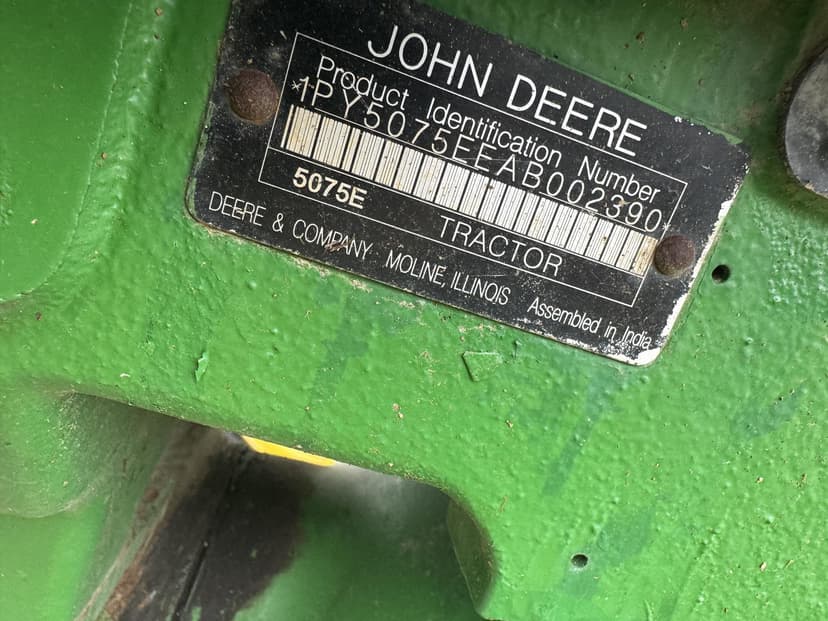 JOHN DEERE
Product Identification Number
*1PY5075EEAB002390*
5075E TRACTOR
DEERE & COMPANY MOLINE, ILLINOIS Assembled in India